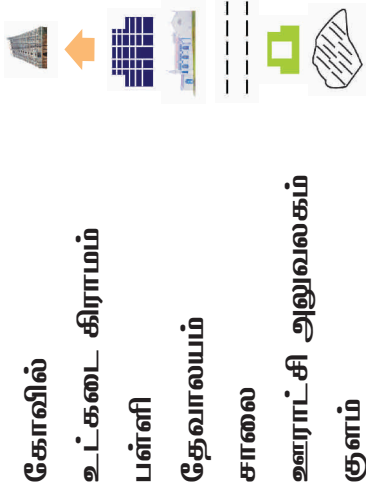 கோவில்
உட்கடை கிராமம்
பள்ளி
தேவாலயம்
சாலை
ஊராட்சி அலுவலகம்
குளம்